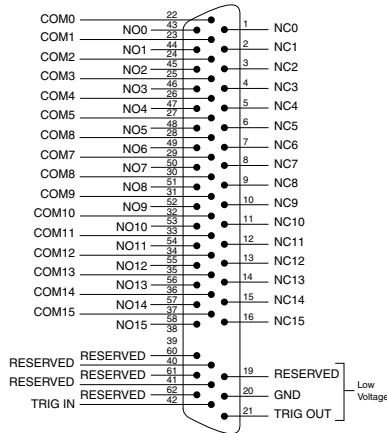 COM0 22
NO0 43 1 NC0
COM1 23
NO1 44 2 NC1
COM2 24
NO2 45 3 NC2
COM3 25
NO3 46 4 NC3
COM4 26
NO4 47 5 NC4
COM5 27
NO5 48 6 NC5
COM8 28
NO6 49 7 NC6
COM7 29
NO7 50 8 NC7
COM8 30
NO8 51 9 NC8
COM9 31
NO9 52 10 NC9
COM10 32
NO10 53 11 NC10
COM11 33
NO11 54 12 NC11
COM12 34
NO12 55 13 NC12
COM13 35
NO13 56 14 NC13
COM14 36
NO14 57 15 NC14
COM15 37
NO15 58 16 NC15
38
39
RESERVED 60
RESERVED 40 19 RESERVED
RESERVED 61
RESERVED 41 20 GND
RESERVED 62
TRIG IN 42 21 TRIG OUT
Low
Voltage